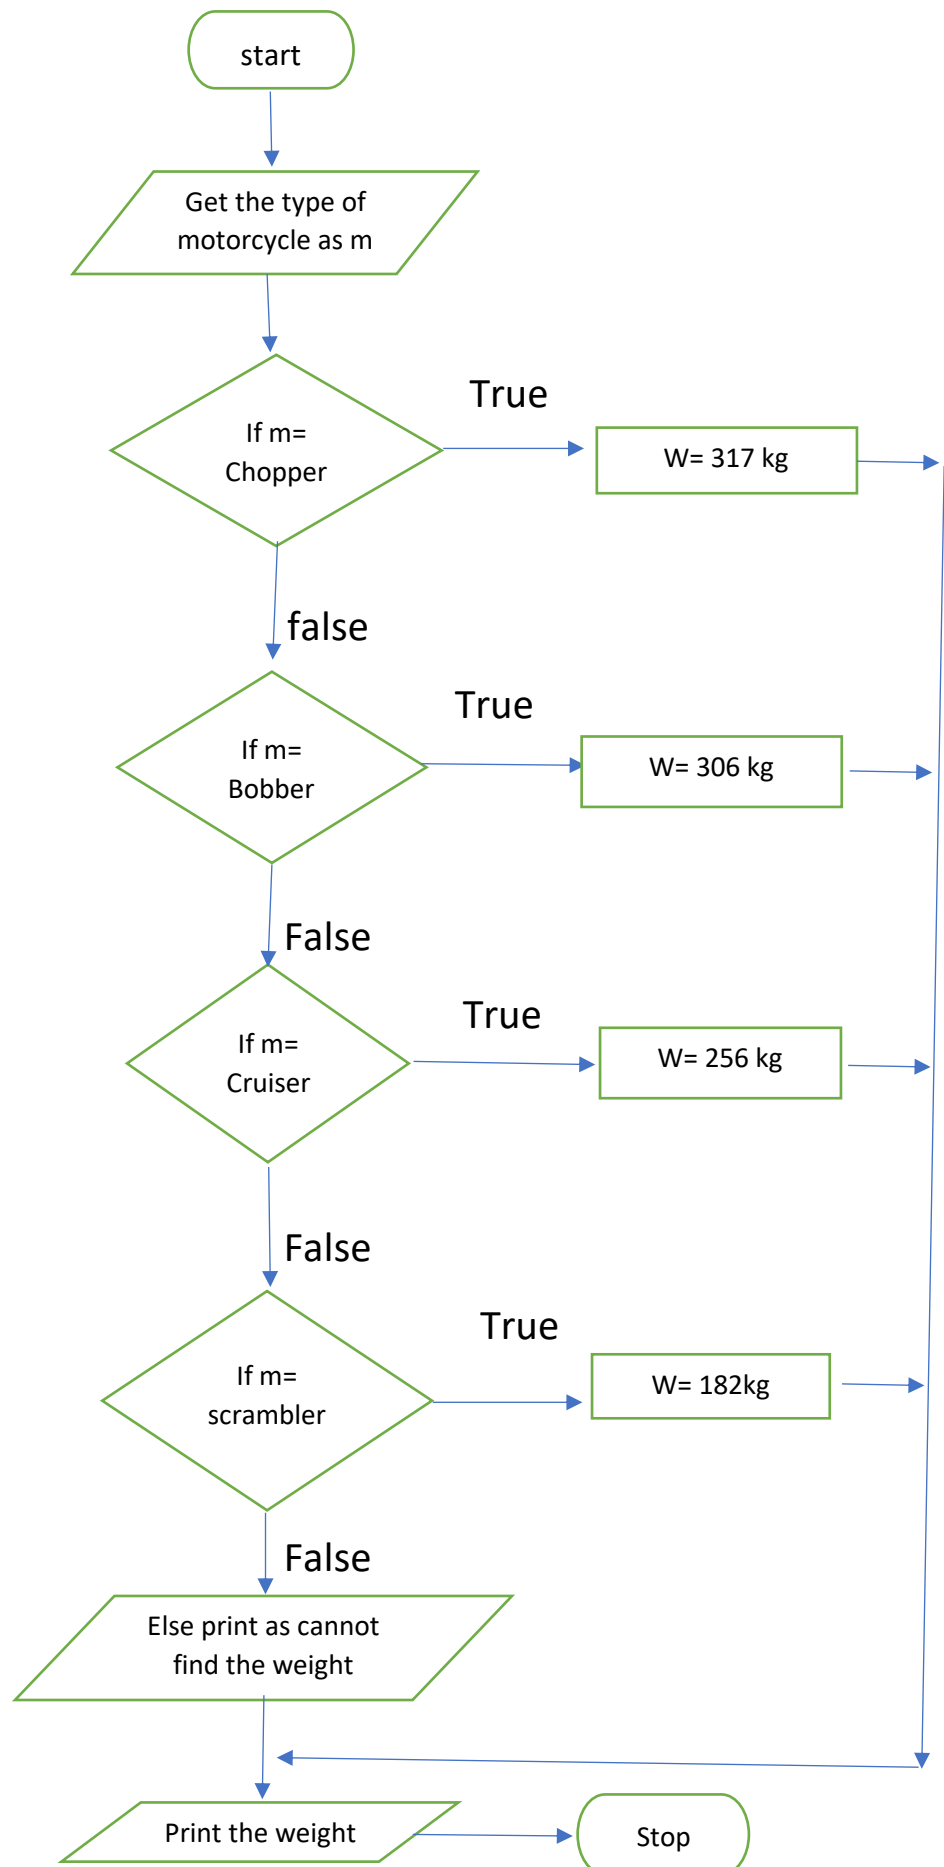 start
Get the type of
motorcycle as m
If m=
Chopper
True
W= 317 kg
false
If m=
Bobber
True
W= 306 kg
False
If m=
Cruiser
True
W= 256 kg
False
If m=
scrambler
True
W= 182kg
False
Else print as cannot
find the weight
Print the weight
Stop